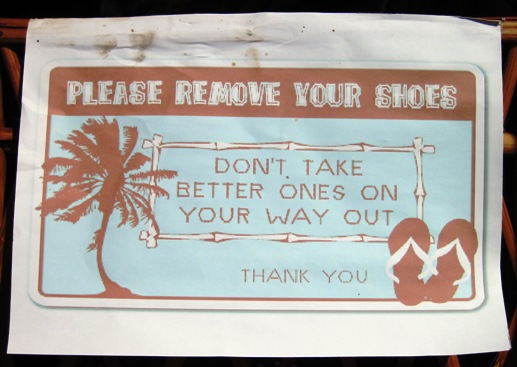 PLEASE REMOVE YOUR SHOES
DON'T TAKE
BETTER ONES ON
YOUR WAY OUT
THANK YOU